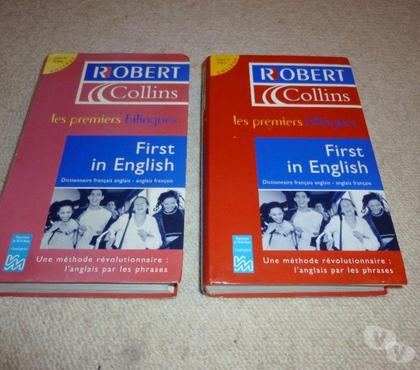 ROBERT
Collins
les premiers bilingues
First
in English
Dictionnaire français anglais - anglais français
Une méthode révolutionnaire :
l'anglais par les phrases
ROBERT
Collins
les premiers bilingues
First
in English
Dictionnaire français anglais - anglais français
Une méthode révolutionnaire :
l'anglais par les phrases